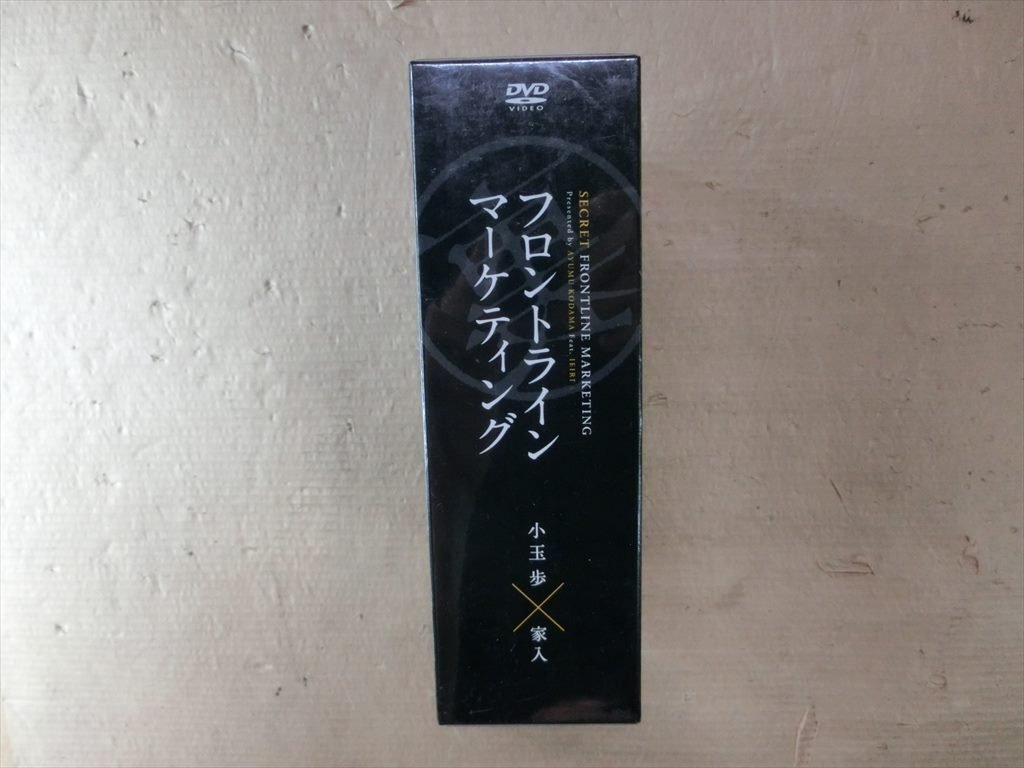 DVD
VIDEO
SECRET FRONTLINE MARKETING
Presented by AYUMU KODAMA Feat. IEIRI
フロントライン
マーケティング
小玉歩
家入